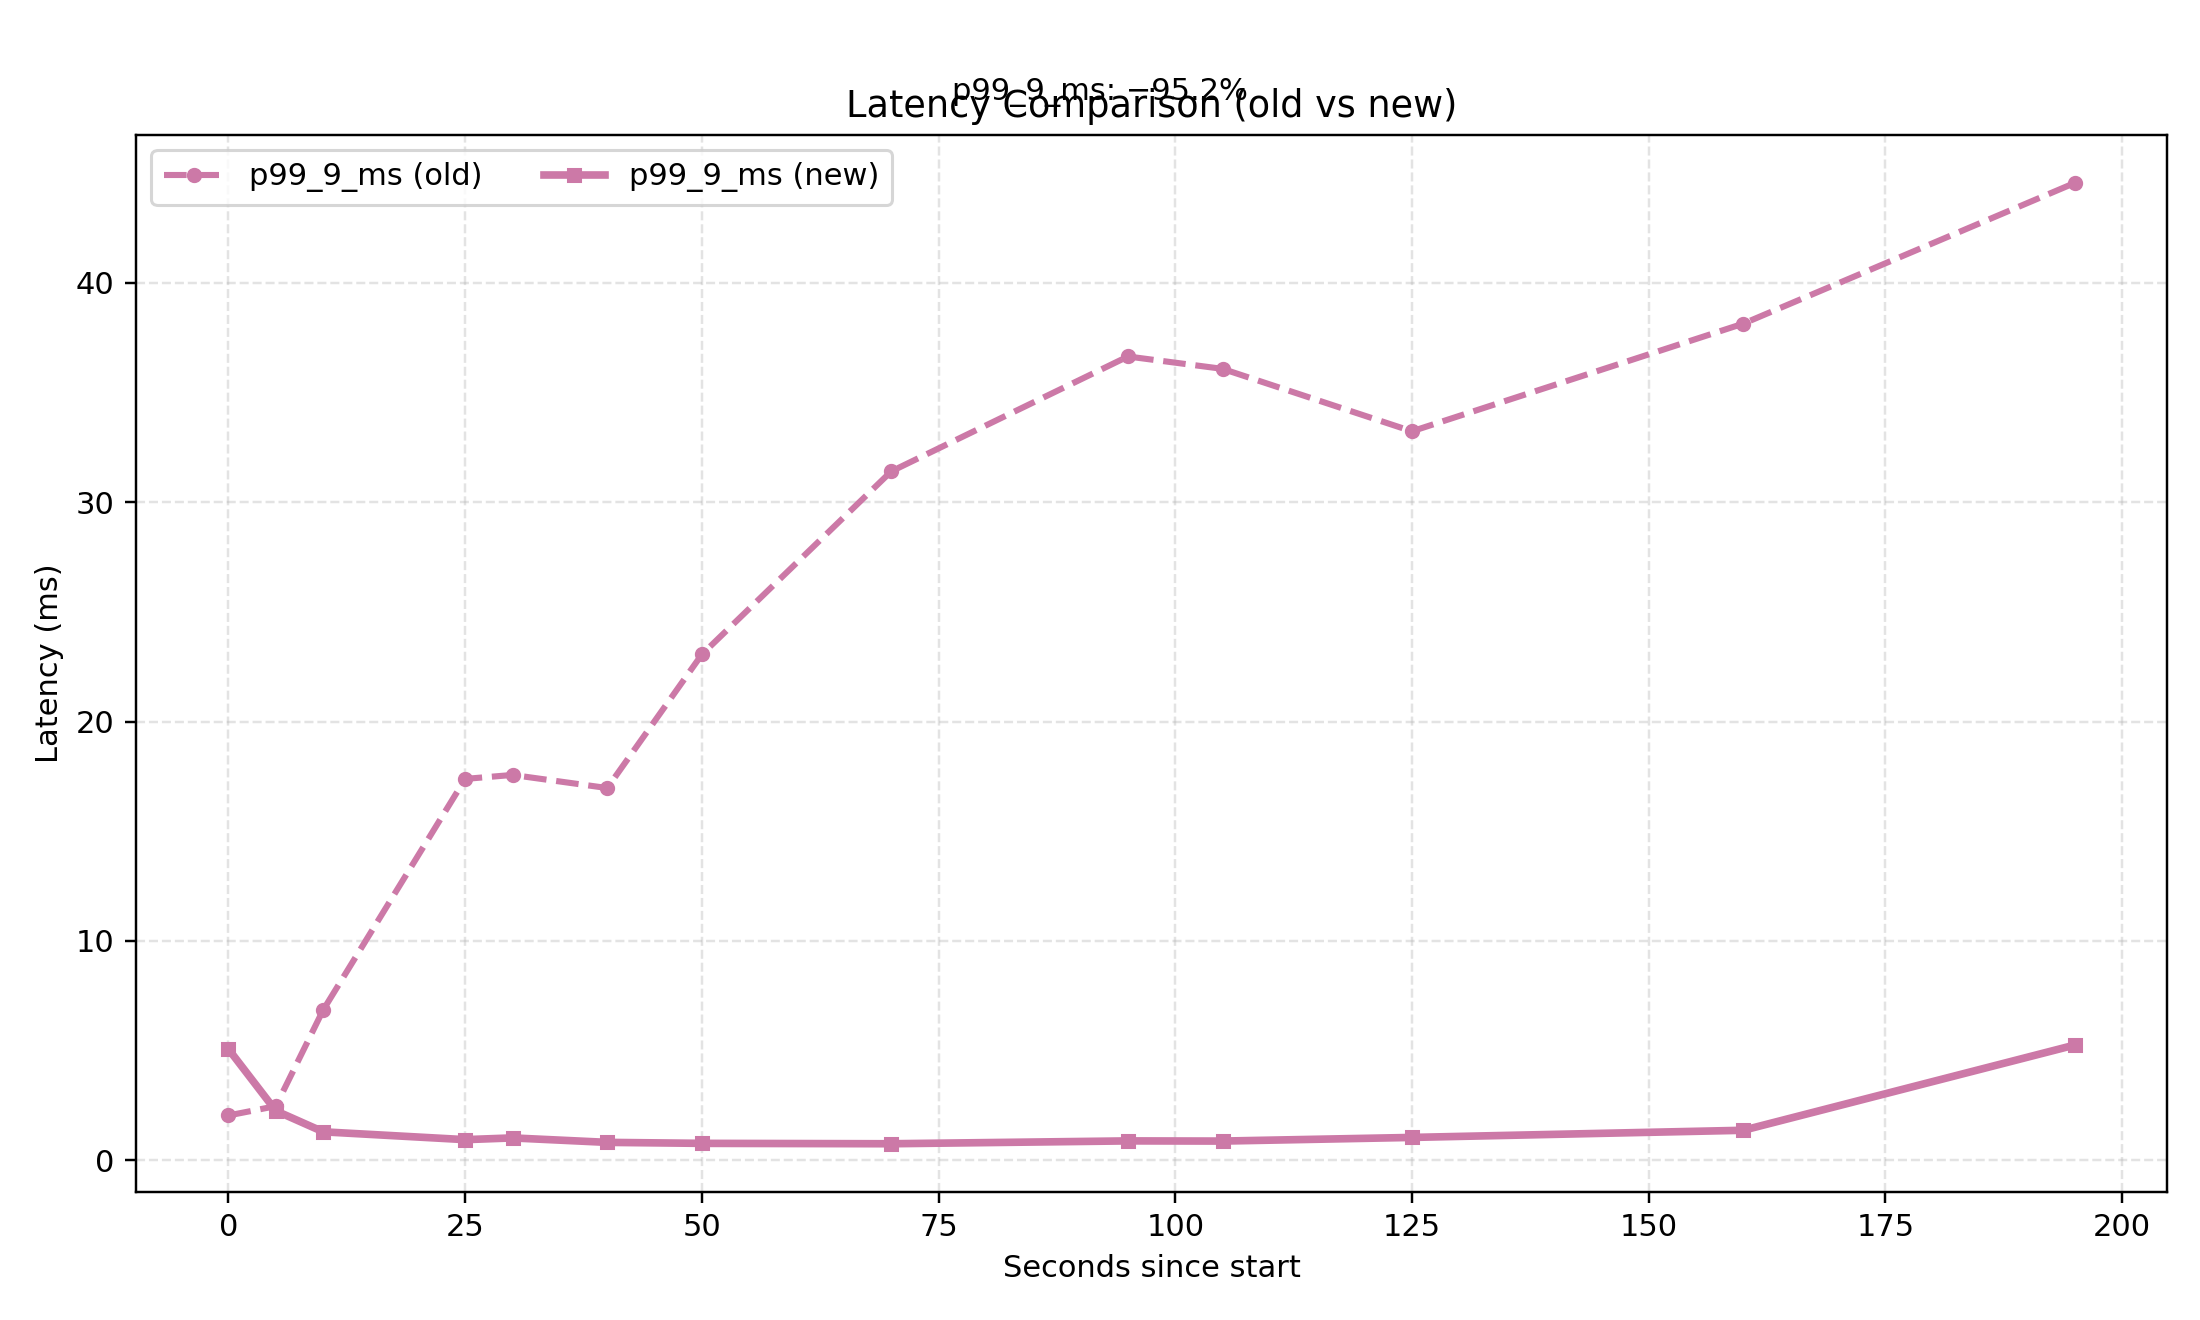 p99_9_ms: −95.2%
Latency Comparison (old vs new)
p99_9_ms (old)
p99_9_ms (new)
Latency (ms)
40
30
20
10
0
0 25 50 75 100 125 150 175 200
Seconds since start